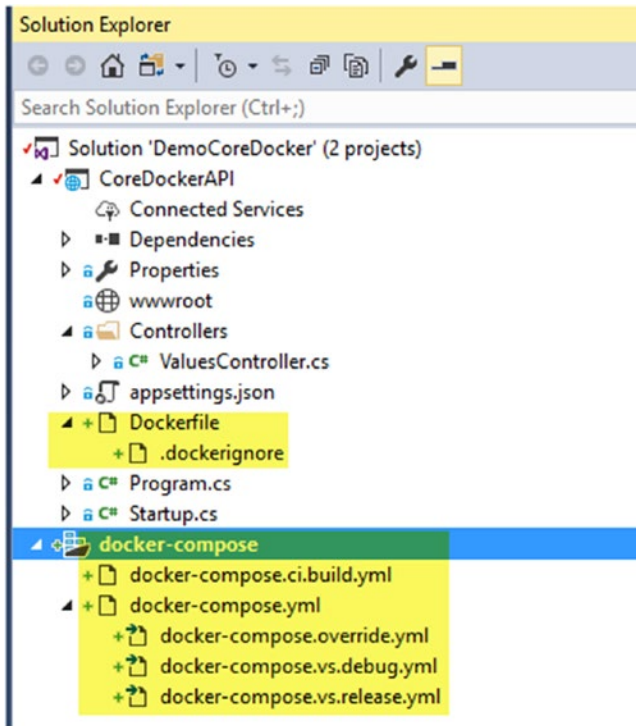 Solution Explorer
Search Solution Explorer (Ctrl+;)
Solution 'DemoCoreDocker' (2 projects)
CoreDockerAPI
Connected Services
Dependencies
Properties
wwwroot
Controllers
C# ValuesController.cs
appsettings.json
Dockerfile
.dockerignore
C# Program.cs
C# Startup.cs
docker-compose
docker-compose.ci.build.yml
docker-compose.yml
docker-compose.override.yml
docker-compose.vs.debug.yml
docker-compose.vs.release.yml